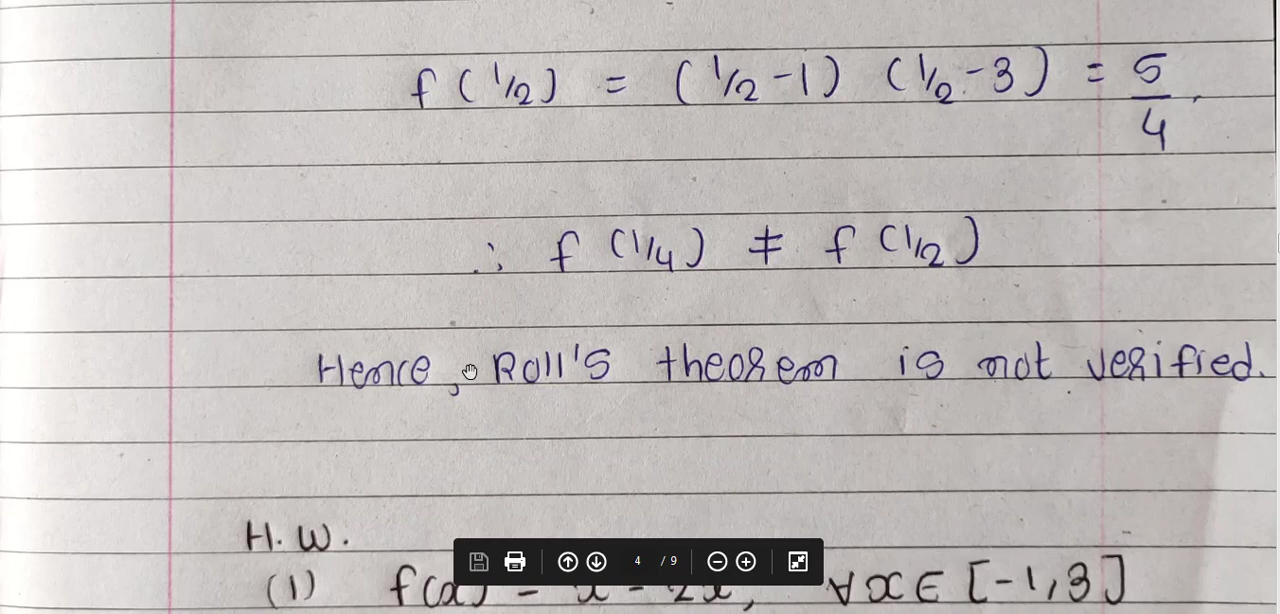 f(1/2) = (1/2 -1) (1/2 -3) = 5/4.
∴ f(1/4) ≠ f(1/2)
Hence, Roll's theorem is not verified.
H.W.
4 / 9
(1) f(x) = x - 2x, ∀x∈ [-1,3]